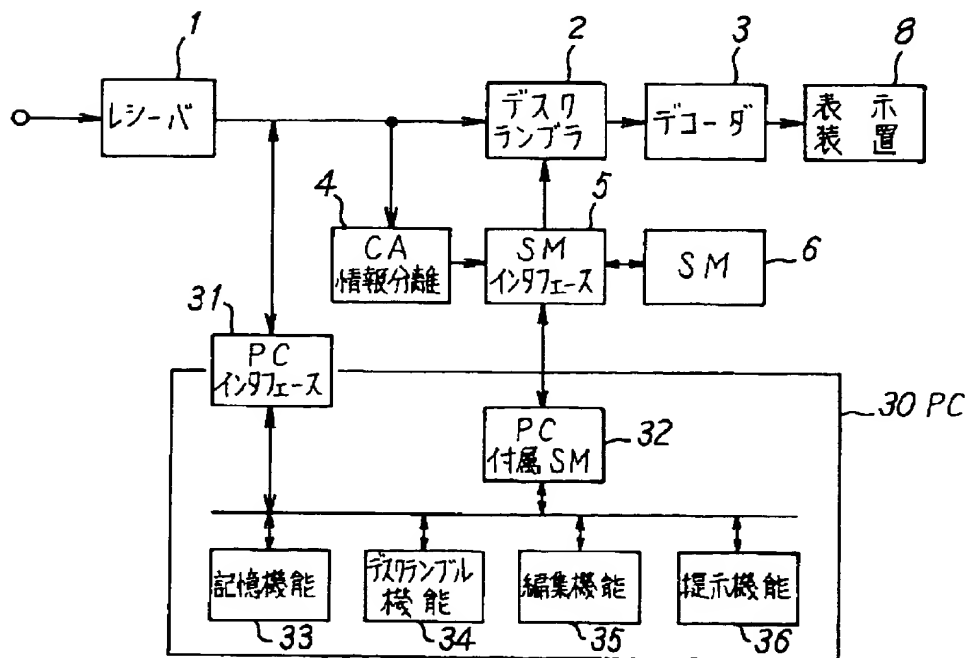 1
2
3
8
レシーバ
デスク
ランブラ
デコーダ
表示
装置
4
5
CA
情報分離
SM
インタフェース
SM
6
31
PC
インタフェース
30 PC
PC
付属SM
32
記憶機能
デスクランブル
機能
編集機能
提示機能
33
34
35
36